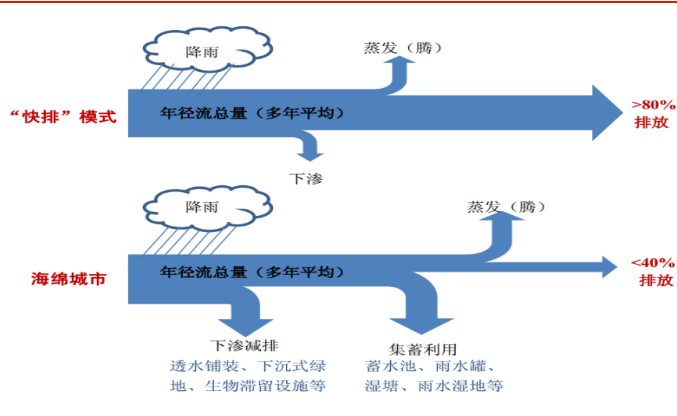 降雨
蒸发（腾）
“快排”模式
年径流总量（多年平均）
>80%
排放
下渗
降雨
蒸发（腾）
海绵城市
年径流总量（多年平均）
<40%
排放
下渗减排
透水铺装、下沉式绿
地、生物滞留设施等
集蓄利用
蓄水池、雨水罐、
湿塘、雨水湿地等